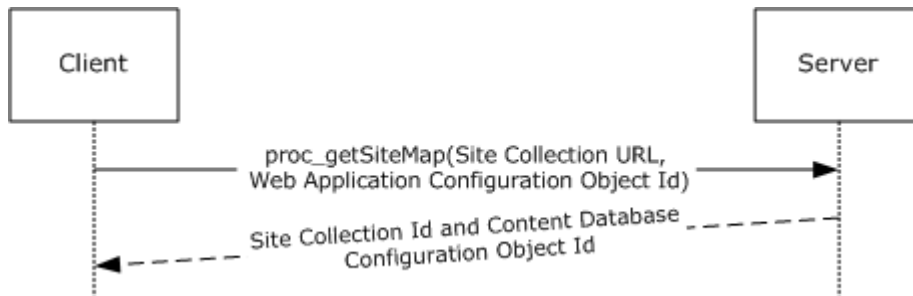 Client
Server
proc_getSiteMap(Site Collection URL,
Web Application Configuration Object Id)
Site Collection Id and Content Database
Configuration Object Id